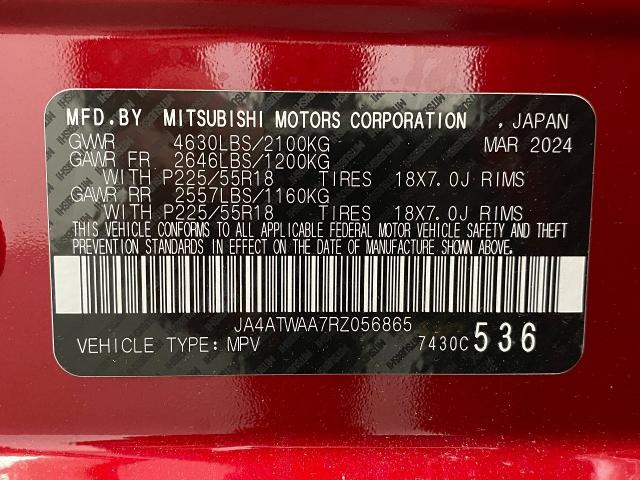 MFD.BY MITSUBISHI MOTORS CORPORATION , JAPAN
GVWR 4630LBS/2100KG MAR 2024
GAWR FR 2646LBS/1200KG
WITH P225/55R18 TIRES 18X7.0J RIMS
GAWR RR 2557LBS/1160KG
WITH P225/55R18 TIRES 18X7.0J RIMS
THIS VEHICLE CONFORMS TO ALL APPLICABLE FEDERAL MOTOR VEHICLE SAFETY AND THEFT
PREVENTION STANDARDS IN EFFECT ON THE DATE OF MANUFACTURE SHOWN ABOVE.
JA4ATWAA7RZ056865
VEHICLE TYPE: MPV 7430C 536